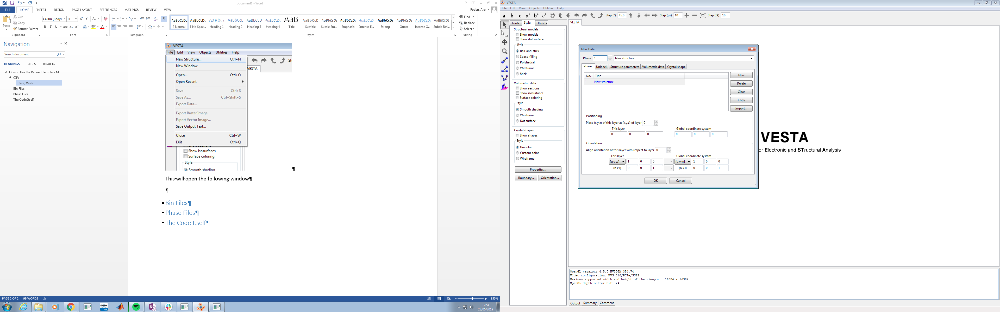 Document1 - Word
FILE HOME INSERT DESIGN PAGE LAYOUT REFERENCES MAILINGS REVIEW VIEW
Foden, Alex
Paste
Cut
Copy
Format Painter
Clipboard
Calibri (Body) 11
Font
Paragraph
AaBbCcDc AaBbCcDc AaBbC( AaBbCcD AaBbCcDc AaBbCcDc AaBI AaBbCcC AaBbCcDc AaBbCcDc AaBbCcDc AaBbCcDc AaBbCcDc AaBbCcDc AABBCCDC
¶ Normal ¶ No Spac... Heading 1 Heading 2 Heading 3 Heading 4 Title Subtitle Subtle Em... Emphasis Intense E... Strong Quote Intense Q... Subtle Ref...
Styles
Find
Replace
Select
Editing
Navigation
Search document
HEADINGS PAGES RESULTS
How to Use the Refined Template M...
CIFs
Using Vesta
Bin Files
Phase Files
The Code Itself
VESTA
File Edit View Objects Utilities Help
New Structure... Ctrl+N
New Window
Open... Ctrl+O
Open Recent
Save Ctrl+S
Save As... Ctrl+Shift+S
Export Data...
Export Raster Image...
Export Vector Image...
Save Output Text...
Close Ctrl+W
EXit Ctrl+Q
St
VESTA
Show isosurfaces
Surface coloring
Style
Smooth shading
¶
This·will·open·the·following·window¶
¶
Bin·Files¶
Phase·Files¶
The·Code·Itself¶
PAGE 2 OF 2 99 WORDS
150%
12:54
23/05/2019
VESTA
File Edit View Objects Utilities Help
a b c a* b* c* Step (°): 45.0 Step (px): 10 Step (%): 10
Tools Style Objects
Structural models
Show models
Show dot surface
Style
Ball-and-stick
Space-filling
Polyhedral
Wireframe
Stick
Volumetric data
Show sections
Show isosurfaces
Surface coloring
Style
Smooth shading
Wireframe
Dot surface
Crystal shapes
Show shapes
Style
Unicolor
Custom color
Wireframe
Properties...
Boundary... Orientation...
VESTA
New Data
Phase: 1 New structure
Phase Unit cell Structure parameters Volumetric data Crystal shape
No. Title
1 New structure
New
Delete
Clear
Copy
Import...
Positioning
Place (x,y,z) of this layer at (x,y,z) of layer 0
This layer Global coordinate system
0 0 0 0 0 0
Orientation
Align orientation of this layer with respect to layer 0
This layer Global coordinate system
[u v w] 1 0 0 [u v w] 1 0 0
(h k l) 0 0 1 (h k l) 0 0 1
OK Cancel
VESTA
or Electronic and STructural Analysis
OpenGL version: 4.5.0 NVIDIA 354.74
Video configuration: NVS 310/PCIe/SSE2
Maximum supported width and height of the viewport: 16384 x 16384
OpenGL depth buffer bit: 24
Output Summary Comment